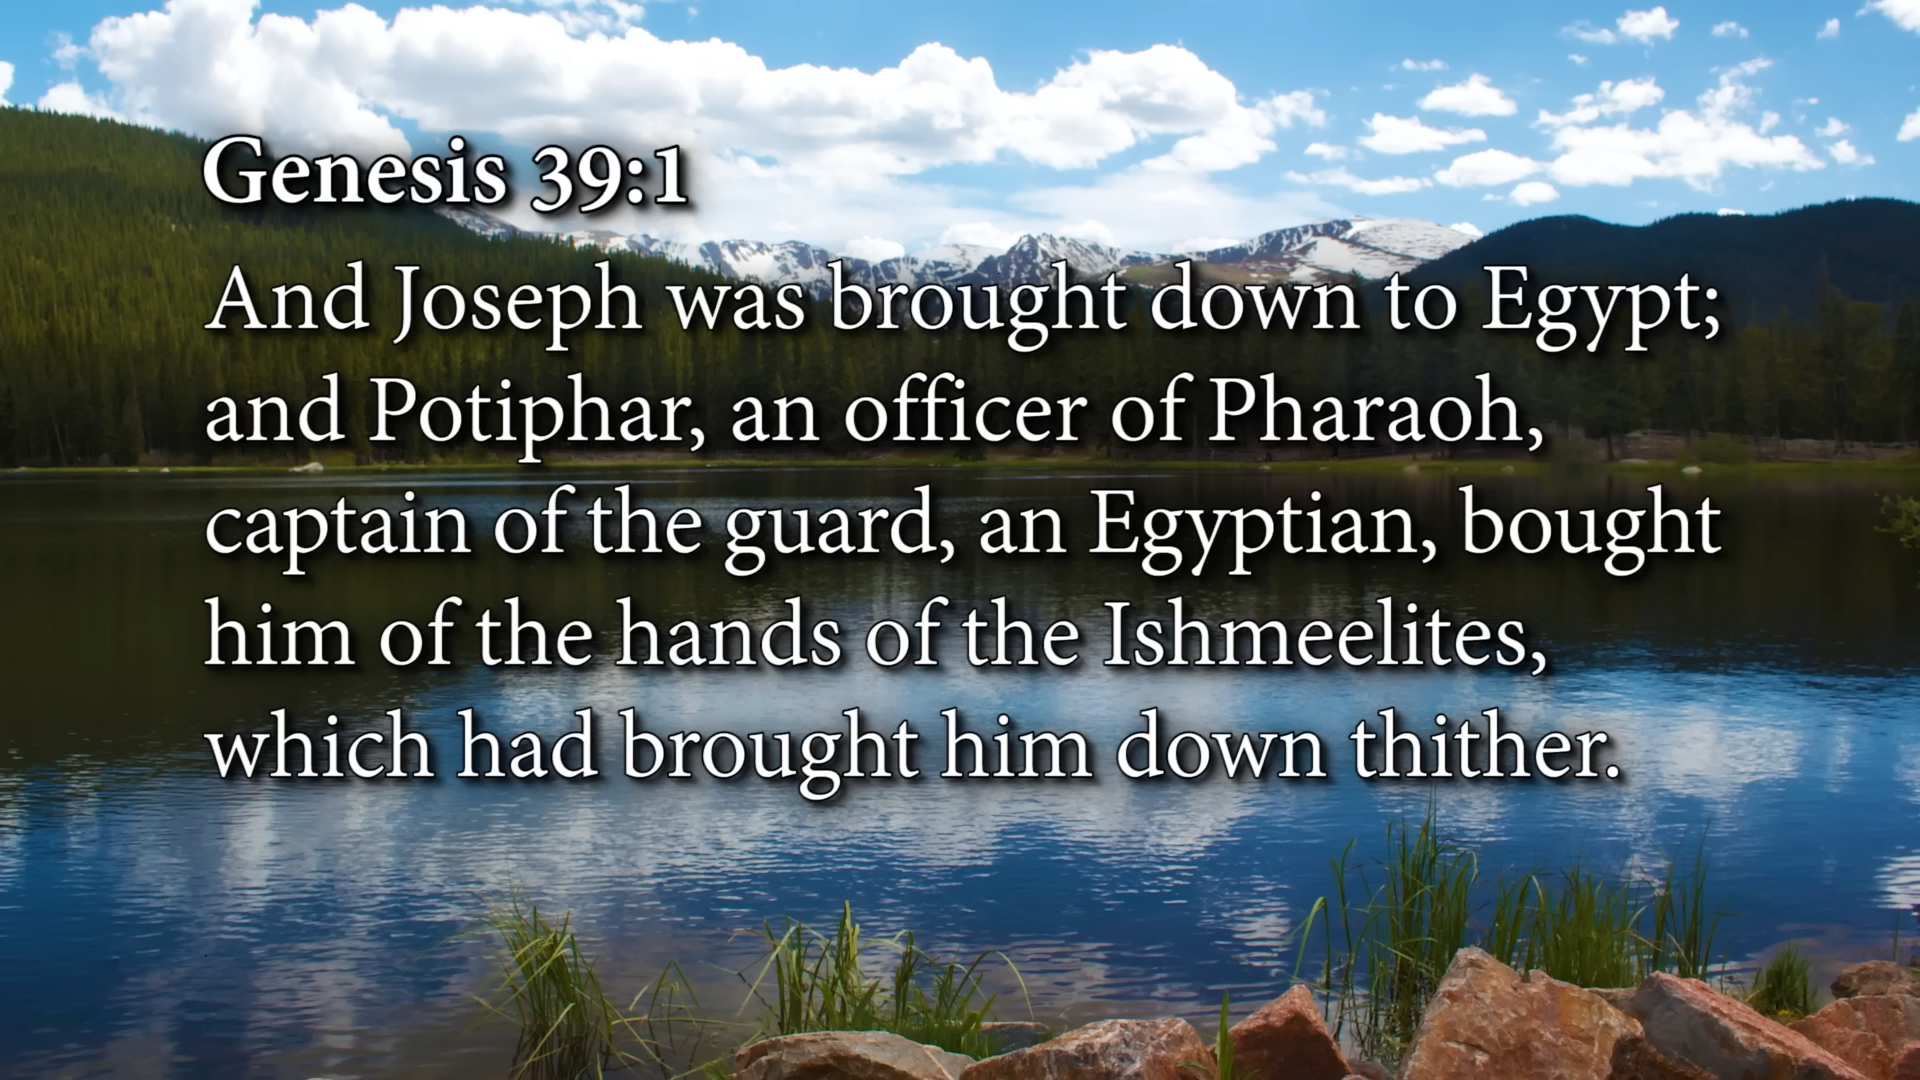 Genesis 39:1
And Joseph was brought down to Egypt;
and Potiphar, an officer of Pharaoh,
captain of the guard, an Egyptian, bought
him of the hands of the Ishmeelites,
which had brought him down thither.